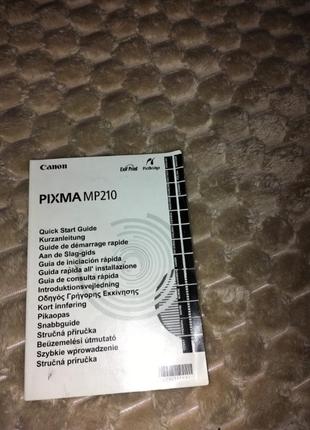 Canon
Exif Print
PictBridge
PIXMA MP210
Quick Start Guide
Kurzanleitung
Guide de démarrage rapide
Aan de Slag-gids
Guia de iniciación rápida
Guida rapida all' installazione
Guia de consulta rápida
Introduktionsvejledning
Οδηγός Γρήγορης Εκκίνησης
Kort innføring
Pikaopas
Snabbguide
Stručná příručka
Beüzemelési útmutató
Szybkie wprowadzenie
Stručná príručka